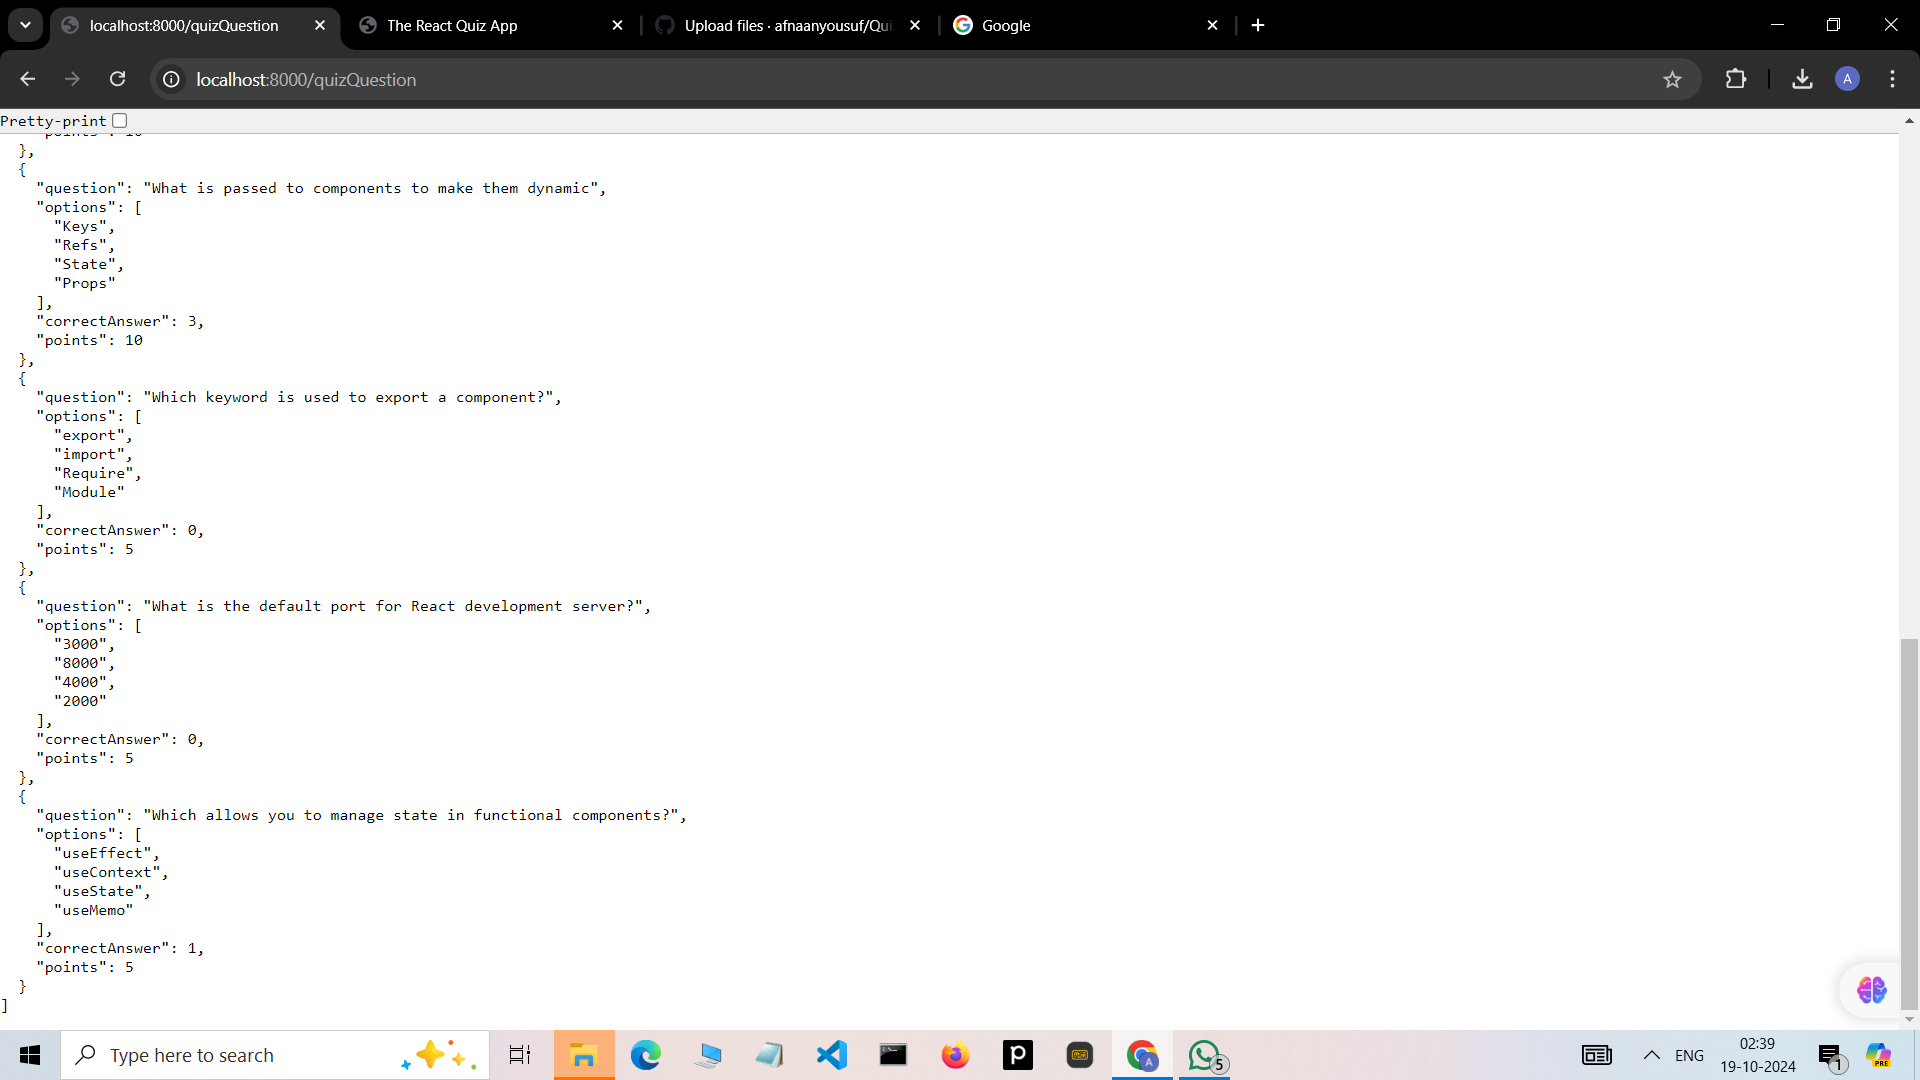 localhost:8000/quizQuestion
The React Quiz App
Upload files · afnaanyousuf/Qui
Google
localhost:8000/quizQuestion
A
Pretty-print
"points": 10
},
{
"question": "What is passed to components to make them dynamic",
"options": [
"Keys",
"Refs",
"State",
"Props"
],
"correctAnswer": 3,
"points": 10
},
{
"question": "Which keyword is used to export a component?",
"options": [
"export",
"import",
"Require",
"Module"
],
"correctAnswer": 0,
"points": 5
},
{
"question": "What is the default port for React development server?",
"options": [
"3000",
"8000",
"4000",
"2000"
],
"correctAnswer": 0,
"points": 5
},
{
"question": "Which allows you to manage state in functional components?",
"options": [
"useEffect",
"useContext",
"useState",
"useMemo"
],
"correctAnswer": 1,
"points": 5
}
]
Type here to search
p
A
5
ENG
02:39
19-10-2024
1
PRE